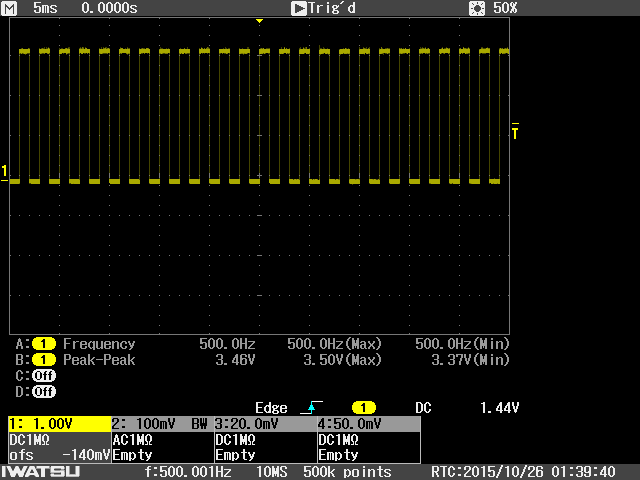 M 5ms 0.0000s Trig'd 50%
T
1
A: 1 Frequency 500.0Hz 500.0Hz(Max) 500.0Hz(Min)
B: 1 Peak-Peak 3.46V 3.50V(Max) 3.37V(Min)
C: Off
D: Off
Edge 1 DC 1.44V
1: 1.00V 2: 100mV BW 3:20.0mV 4:50.0mV
DC1MΩ AC1MΩ DC1MΩ DC1MΩ
ofs -140mV Empty Empty Empty
IWATSU f:500.001Hz 10MS 500k points RTC:2015/10/26 01:39:40